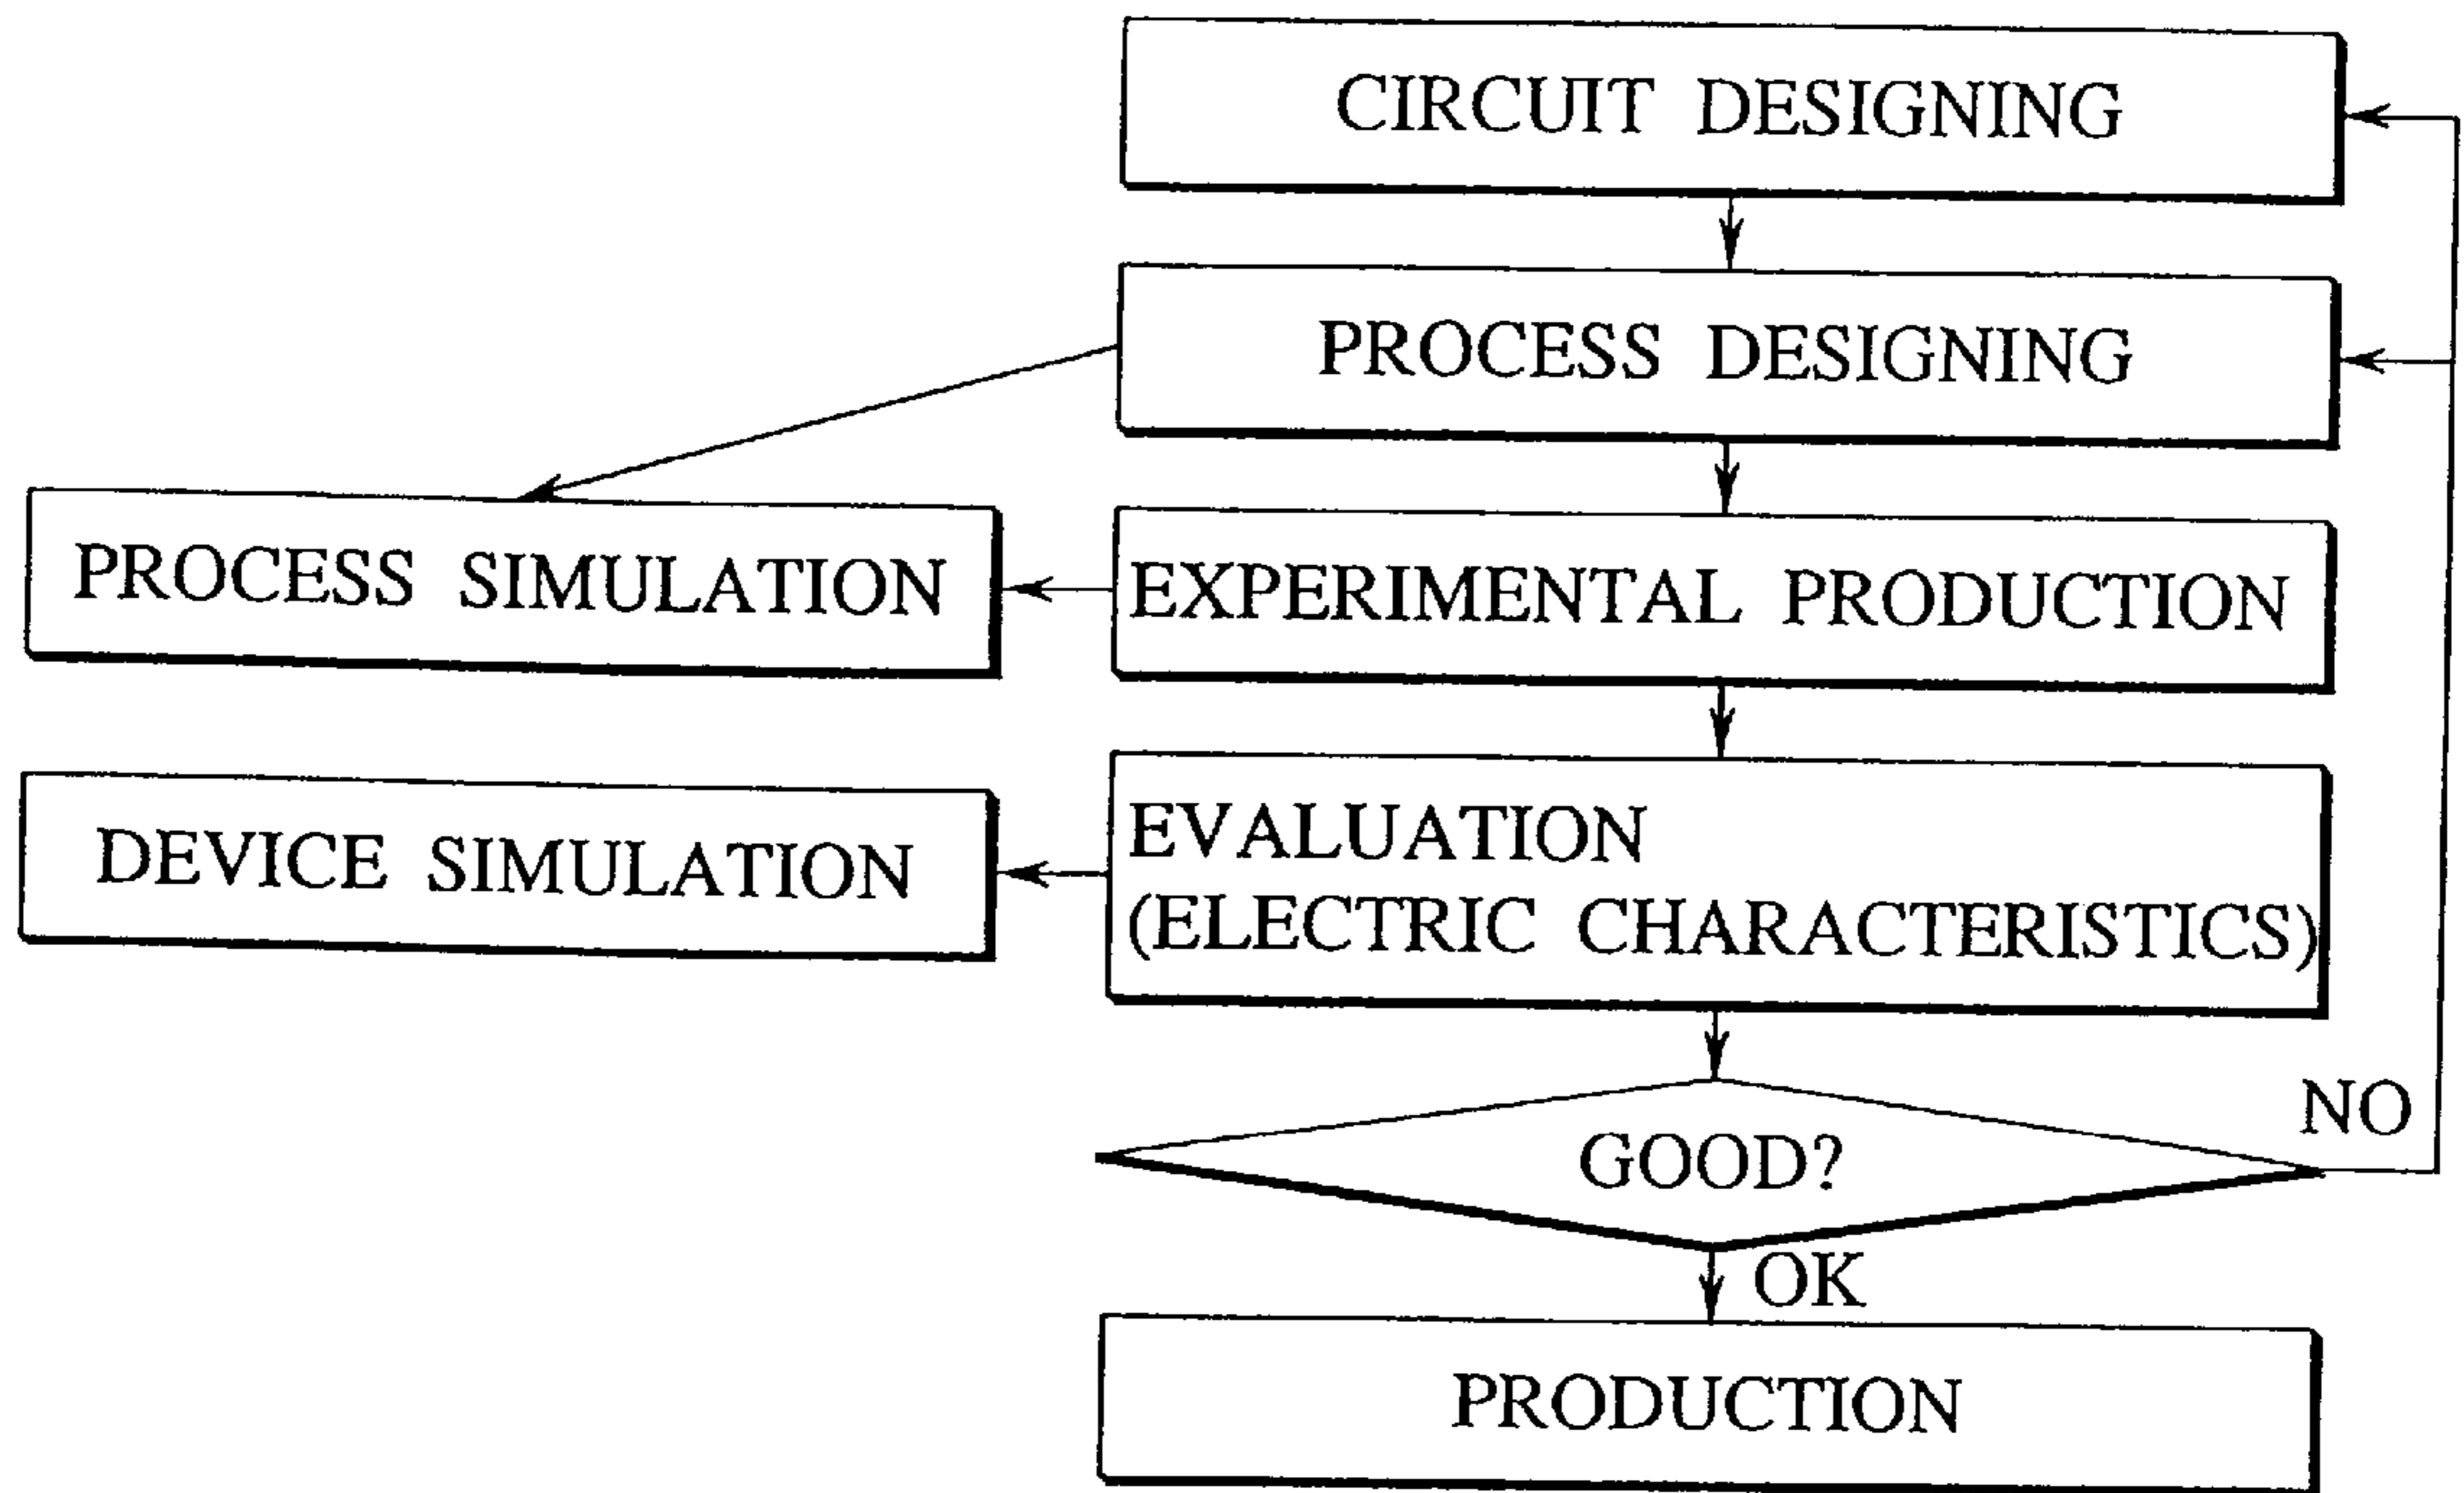 CIRCUIT DESIGNING
PROCESS DESIGNING
PROCESS SIMULATION
EXPERIMENTAL PRODUCTION
DEVICE SIMULATION
EVALUATION
(ELECTRIC CHARACTERISTICS)
GOOD?
NO
OK
PRODUCTION